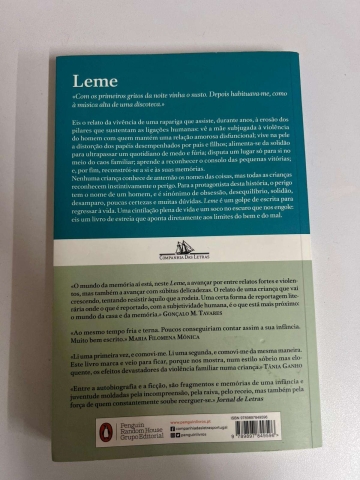 Leme
«Com os primeiros gritos da noite vinha o susto. Depois habituava-me, como
à música alta de uma discoteca.»
Eis o relato da vivência de uma rapariga que assiste, durante anos, à erosão dos
pilares que sustentam as ligações humanas: vê a mãe subjugada à violência
do homem com quem mantém uma relação amorosa disfuncional; vive na pele
a distorção dos papéis desempenhados por pais e filhos; alimenta-se da solidão
para ultrapassar um quotidiano de medo e fúria; disputa um lugar só para si no
meio do caos familiar; aprende a reconhecer o consolo das pequenas vitórias;
e, por fim, reconstrói-se a si e às suas memórias.
Nenhuma criança conhece de antemão os nomes das coisas, mas todas as crianças
reconhecem instintivamente o perigo. Para a protagonista desta história, o perigo
tem o nome de um homem, e é sinónimo de obsessão, desequilíbrio, solidão,
desamparo, poucas certezas e muitas dúvidas. Leme é um golpe de escrita para
regressar à vida. Uma cintilação plena de vida e um soco no escuro que nos engole:
eis um livro de estreia que aponta diretamente aos limites do bem e do mal.
COMPANHIA DAS LETRAS
«O mundo da memória aí está, neste Leme, a avançar por entre relatos fortes e violen-
tos, mas também a avançar com súbitas delicadezas. O relato de uma criança que vai
crescendo, tentando resistir àquilo que a rodeia. Uma certa forma de reportagem lite-
rária onde o que é reportado, com a subjetividade humana, é o que está mais próximo:
o mundo da casa e da memória.» GONÇALO M. TAVARES
«Ao mesmo tempo fria e terna. Poucos conseguiriam contar assim a sua infância.
Muito bem escrito.» MARIA FILOMENA MÓNICA
«Li uma primeira vez, e comovi-me. Li uma segunda, e comovi-me da mesma maneira.
Este livro marca e veio para ficar, porque nos mostra, num estilo sóbrio mas elo-
quente, os efeitos devastadores da violência familiar numa criança.» TÂNIA GANHO
«Entre a autobiografia e a ficção, são fragmentos e memórias de uma infância e
juventude moldadas pela incompreensão, pela raiva, pelo receio, mas também pela
força de quem constantemente soube reerguer-se.» Jornal de Letras
Penguin
Random House
Grupo Editorial
penguinlivros.pt
companhiadasletrasportugal
penguinlivros